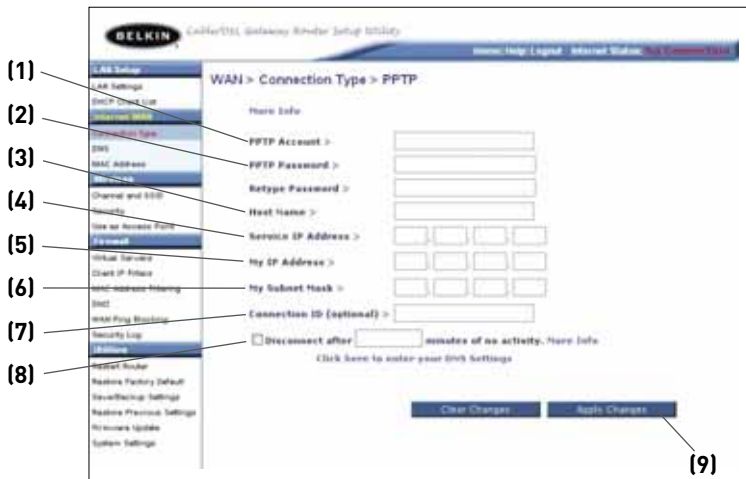 BELKIN
Cable/DSL Gateway Router Setup Utility
Home| Help| Logout Internet Status: No Connection
LAN Setup
LAN Settings
DHCP Client List
Internet WAN
Connection Type
DNS
MAC Address
Wireless
Channel and SSID
Security
Use as Access Point
Firewall
Virtual Servers
Client IP Filters
MAC Address Filtering
DMZ
WAN Ping Blocking
Security Log
Utilities
Restart Router
Restore Factory Default
Save/Backup Settings
Restore Previous Settings
Firmware Update
System Settings
WAN > Connection Type > PPTP
More Info
(1) PPTP Account >
(2) PPTP Password >
Retype Password >
(3) Host Name >
(4) Service IP Address >
(5) My IP Address >
(6) My Subnet Mask >
(7) Connection ID (optional) >
(8) Disconnect after minutes of no activity. More Info
Click here to enter your DNS Settings
Clear Changes Apply Changes
(9)